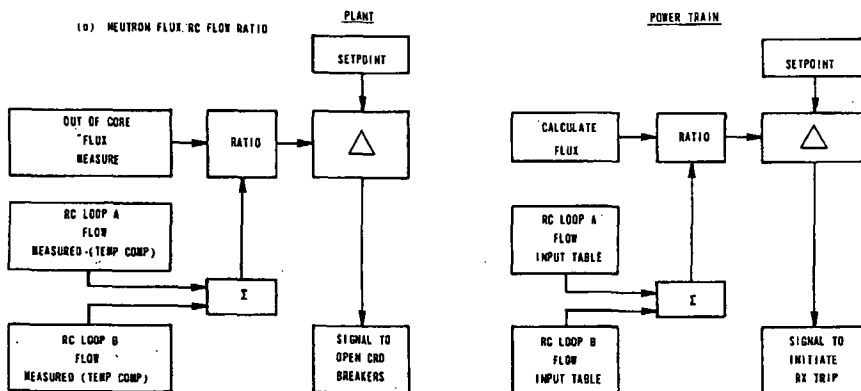 PLANT
(a) NEUTRON FLUX/RC FLOW RATIO
SETPOINT
OUT OF CORE
FLUX
MEASURE
RATIO
△
RC LOOP A
FLOW
MEASURED-(TEMP COMP)
Σ
RC LOOP B
FLOW
MEASURED (TEMP COMP)
SIGNAL TO
OPEN CRD
BREAKERS
POWER TRAIN
SETPOINT
CALCULATE
FLUX
RATIO
△
RC LOOP A
FLOW
INPUT TABLE
Σ
RC LOOP B
FLOW
INPUT TABLE
SIGNAL TO
INITIATE
RX TRIP